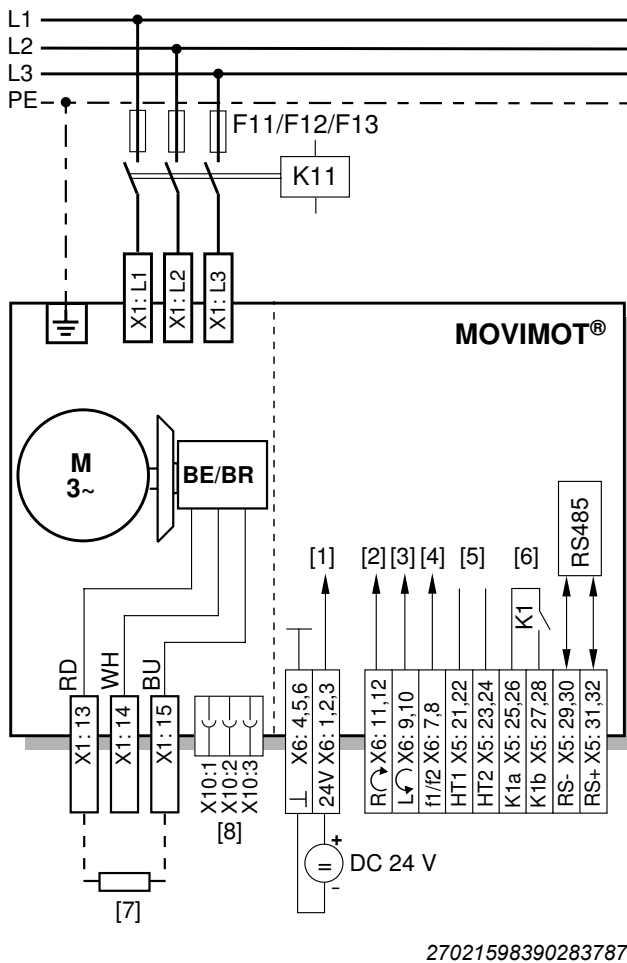 L1
L2
L3
PE
F11/F12/F13
K11
X1: L1
X1: L2
X1: L3
MOVIMOT®
M
3~
BE/BR
RS485
[1]
[2]
[3]
[4]
[5]
[6]
K1
RD
WH
BU
X1: 13
X1: 14
X1: 15
X10:1
X10:2
X10:3
[8]
⊥ X6: 4,5,6
24V X6: 1,2,3
R X6: 11,12
L X6: 9,10
f1/f2 X6: 7,8
HT1 X5: 21,22
HT2 X5: 23,24
K1a X5: 25,26
K1b X5: 27,28
RS- X5: 29,30
RS+ X5: 31,32
+
=
-
DC 24 V
[7]
27021598390283787